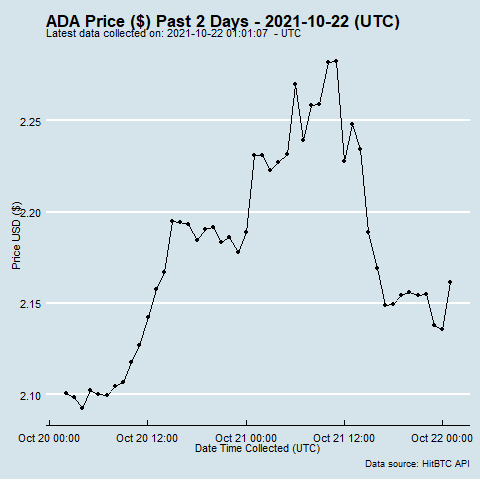 ADA Price ($) Past 2 Days - 2021-10-22 (UTC)
Latest data collected on: 2021-10-22 01:01:07  - UTC
Price USD ($)
2.25
2.20
2.15
2.10
Oct 20 00:00
Oct 20 12:00
Oct 21 00:00
Oct 21 12:00
Oct 22 00:00
Date Time Collected (UTC)
Data source: HitBTC API